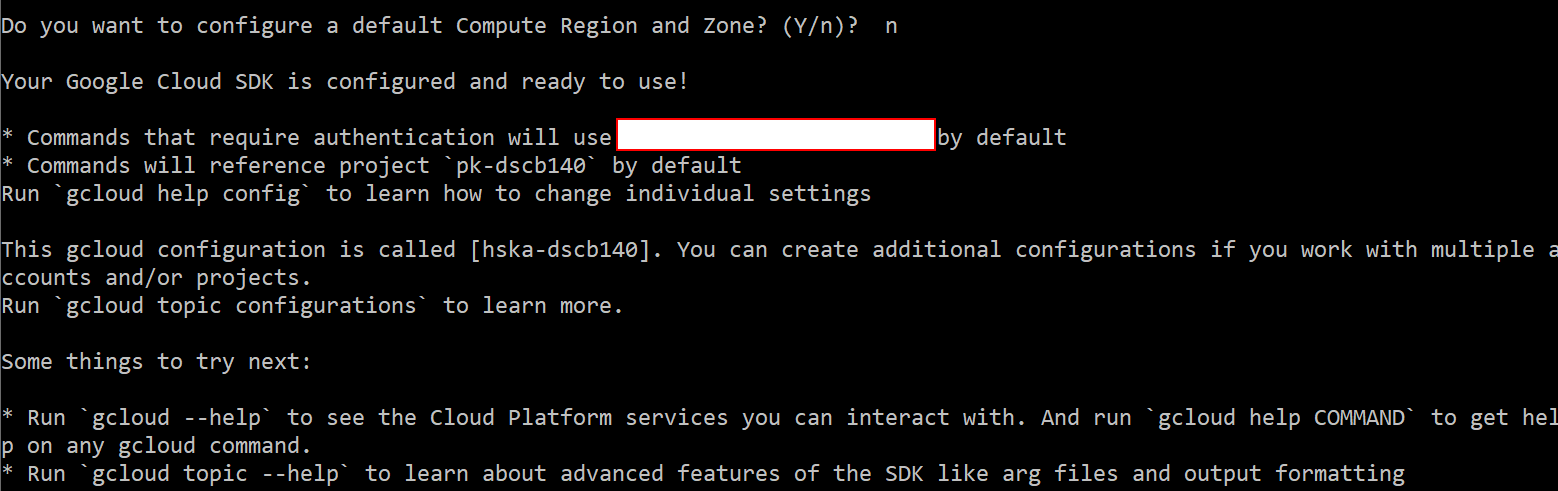 Do you want to configure a default Compute Region and Zone? (Y/n)?  n
Your Google Cloud SDK is configured and ready to use!
* Commands that require authentication will use by default
* Commands will reference project `pk-dscb140` by default
Run `gcloud help config` to learn how to change individual settings
This gcloud configuration is called [hska-dscb140]. You can create additional configurations if you work with multiple a
ccounts and/or projects.
Run `gcloud topic configurations` to learn more.
Some things to try next:
* Run `gcloud --help` to see the Cloud Platform services you can interact with. And run `gcloud help COMMAND` to get hel
p on any gcloud command.
* Run `gcloud topic --help` to learn about advanced features of the SDK like arg files and output formatting